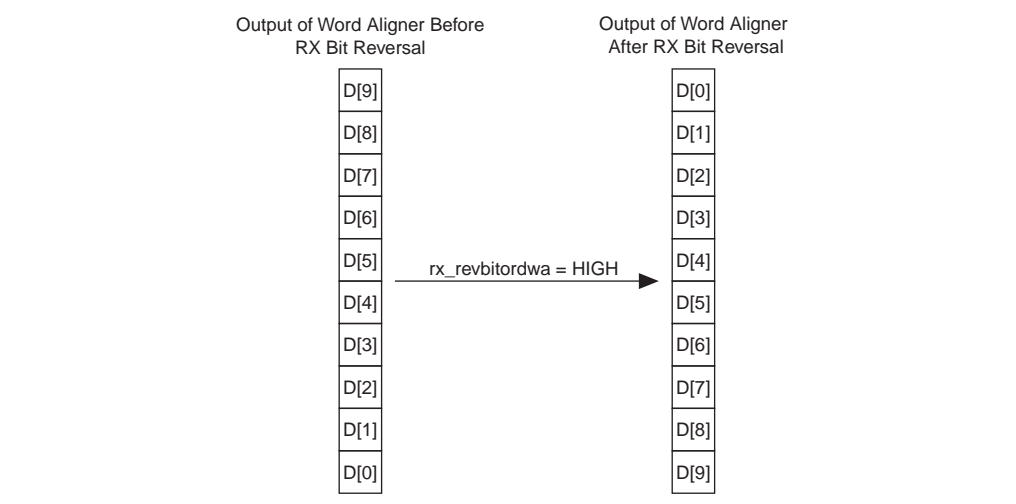 Output of Word Aligner Before
RX Bit Reversal
Output of Word Aligner
After RX Bit Reversal
D[9]
D[8]
D[7]
D[6]
D[5]
D[4]
D[3]
D[2]
D[1]
D[0]
rx_revbitordwa = HIGH
D[0]
D[1]
D[2]
D[3]
D[4]
D[5]
D[6]
D[7]
D[8]
D[9]